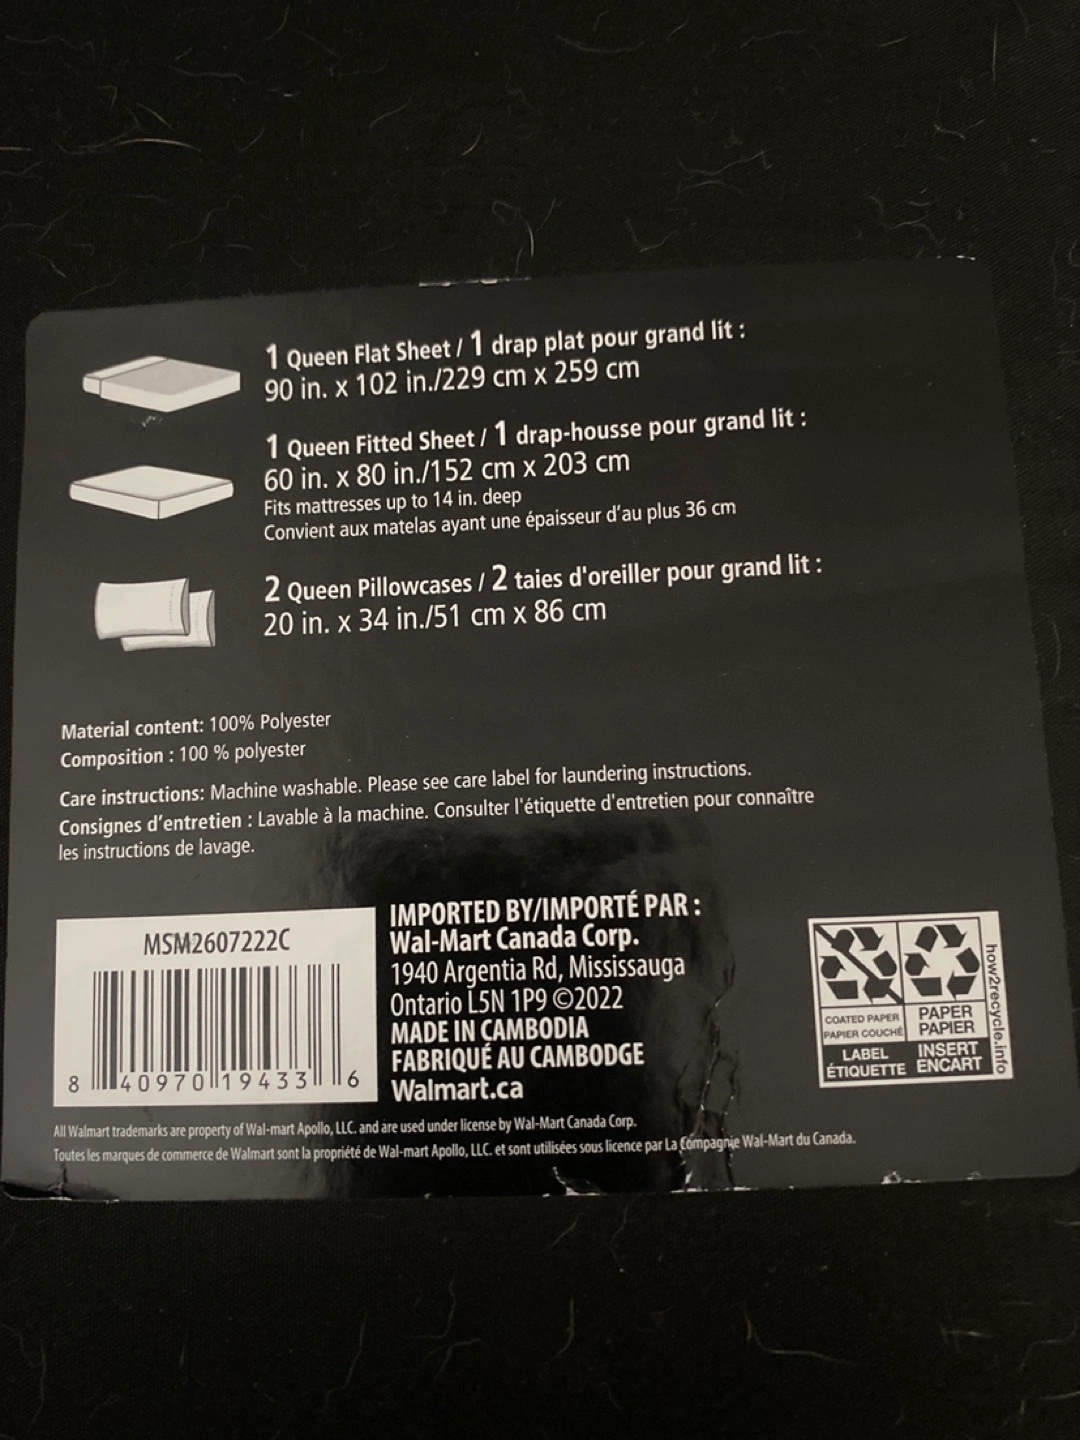 1 Queen Flat Sheet / 1 drap plat pour grand lit :
90 in. x 102 in./229 cm x 259 cm
1 Queen Fitted Sheet / 1 drap-housse pour grand lit :
60 in. x 80 in./152 cm x 203 cm
Fits mattresses up to 14 in. deep
Convient aux matelas ayant une épaisseur d'au plus 36 cm
2 Queen Pillowcases / 2 taies d'oreiller pour grand lit :
20 in. x 34 in./51 cm x 86 cm
Material content: 100% Polyester
Composition : 100 % polyester
Care instructions: Machine washable. Please see care label for laundering instructions.
Consignes d'entretien : Lavable à la machine. Consulter l'étiquette d'entretien pour connaître
les instructions de lavage.
MSM2607222C
8 40970 19433 6
IMPORTED BY/IMPORTÉ PAR :
Wal-Mart Canada Corp.
1940 Argentia Rd, Mississauga
Ontario L5N 1P9 ©2022
MADE IN CAMBODIA
FABRIQUÉ AU CAMBODGE
Walmart.ca
COATED PAPER
PAPIER COUCHÉ
LABEL
ÉTIQUETTE
PAPER
PAPIER
INSERT
ENCART
how2recycle.info
All Walmart trademarks are property of Wal-mart Apollo, LLC. and are used under license by Wal-Mart Canada Corp.
Toutes les marques de commerce de Walmart sont la propriété de Wal-mart Apollo, LLC. et sont utilisées sous licence par La Compagnie Wal-Mart du Canada.